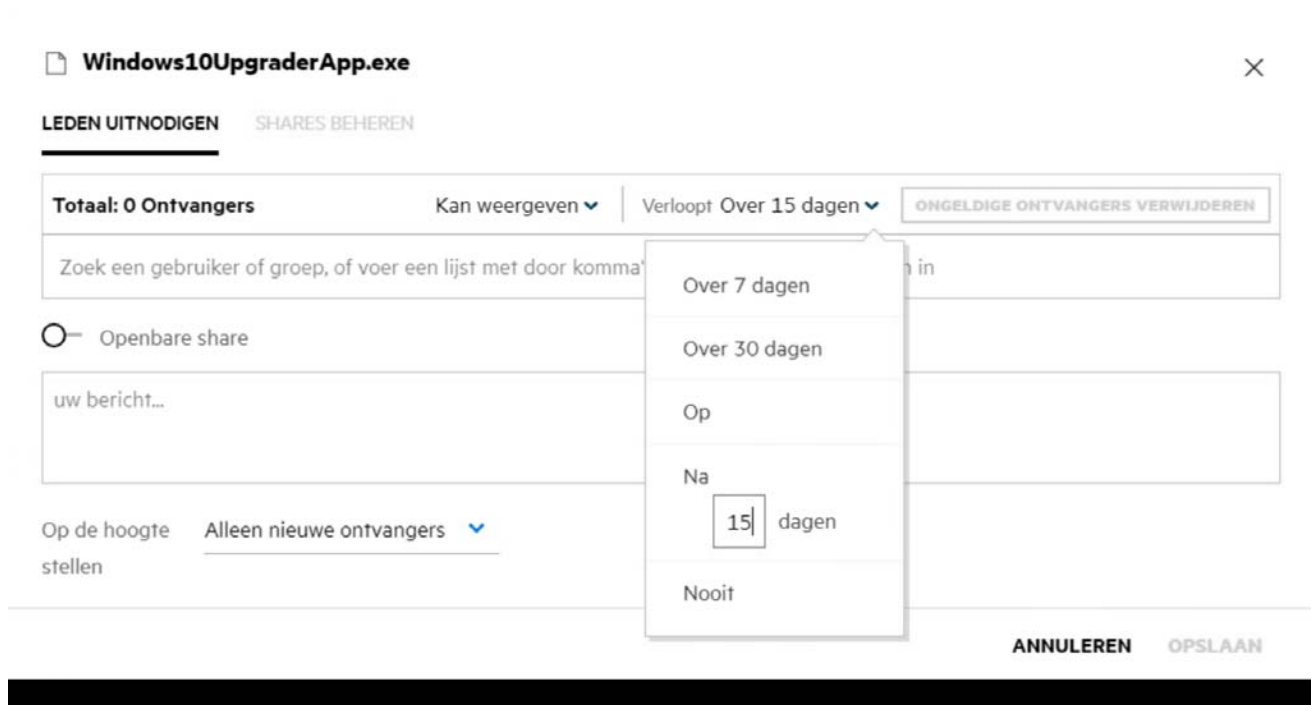 Windows10UpgraderApp.exe
LEDEN UITNODIGEN SHARES BEHEREN
Totaal: 0 Ontvangers Kan weergeven Verloopt Over 15 dagen ONGELDIGE ONTVANGERS VERWIJDEREN
Zoek een gebruiker of groep, of voer een lijst met door komma' in
Over 7 dagen
Openbare share
Over 30 dagen
uw bericht...
Op
Na
15 dagen
Op de hoogte stellen Alleen nieuwe ontvangers
Nooit
ANNULEREN OPSLAAN